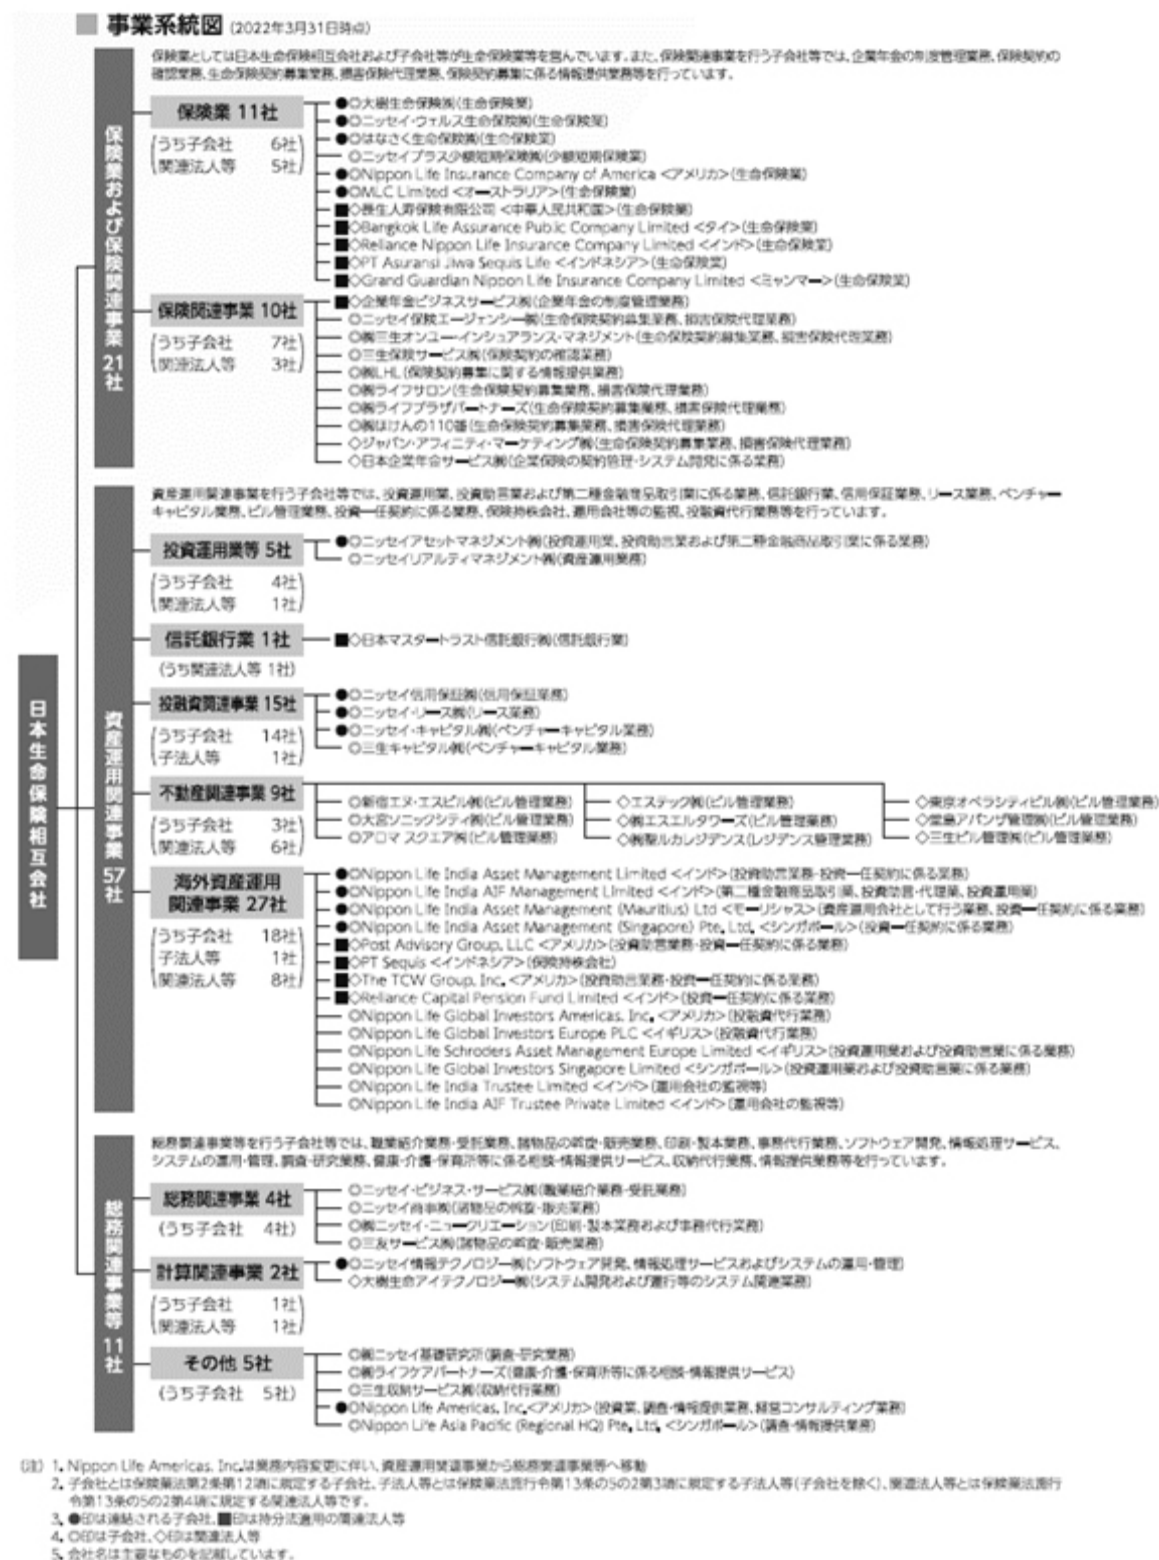 ■ 事業系統図 (2022年3月31日時点)
日本生命保険相互会社
保険業および保険関連事業 21社
保険業としては日本生命保険相互会社および子会社等が生命保険業等を営んでいます。また、保険関連事業を行う子会社等では、企業年金の制度管理業務、保険契約の
確認業務、生命保険契約募集業務、損害保険代理業務、保険契約募集に係る情報提供業務等を行っています。
保険業 11社
うち子会社 6社
関連法人等 5社
●○大樹生命保険㈱(生命保険業)
●○ニッセイ・ウェルス生命保険㈱(生命保険業)
●○はなさく生命保険㈱(生命保険業)
○ニッセイプラス少額短期保険㈱(少額短期保険業)
●○Nippon Life Insurance Company of America <アメリカ>(生命保険業)
●○MLC Limited <オーストラリア>(生命保険業)
■◇長生人寿保険有限公司 <中華人民共和国>(生命保険業)
■◇Bangkok Life Assurance Public Company Limited <タイ>(生命保険業)
■◇Reliance Nippon Life Insurance Company Limited <インド>(生命保険業)
■◇PT Asuransi Jiwa Sequis Life <インドネシア>(生命保険業)
■◇Grand Guardian Nippon Life Insurance Company Limited <ミャンマー>(生命保険業)
保険関連事業 10社
うち子会社 7社
関連法人等 3社
■◇企業年金ビジネスサービス㈱(企業年金の制度管理業務)
○ニッセイ保険エージェンシー㈱(生命保険契約募集業務、損害保険代理業務)
○㈱三生オンユー・インシュアランス・マネジメント(生命保険契約募集業務、損害保険代理業務)
○三生保険サービス㈱(保険契約の確認業務)
○㈱LHL(保険契約募集に関する情報提供業務)
○㈱ライフサロン(生命保険契約募集業務、損害保険代理業務)
○㈱ライフプラザパートナーズ(生命保険契約募集業務、損害保険代理業務)
○㈱ほけんの110番(生命保険契約募集業務、損害保険代理業務)
◇ジャパン・アフィニティ・マーケティング㈱(生命保険契約募集業務、損害保険代理業務)
◇日本企業年金サービス㈱(企業保険の契約管理・システム開発に係る業務)
資産運用関連事業 57社
資産運用関連事業を行う子会社等では、投資運用業、投資助言業および第二種金融商品取引業に係る業務、信託銀行業、信用保証業務、リース業務、ベンチャー
キャピタル業務、ビル管理業務、投資一任契約に係る業務、保険持株会社、運用会社等の監視、投融資代行業務等を行っています。
投資運用業等 5社
うち子会社 4社
関連法人等 1社
●○ニッセイアセットマネジメント㈱(投資運用業、投資助言業および第二種金融商品取引業に係る業務)
○ニッセイリアルティマネジメント㈱(資産運用業務)
信託銀行業 1社
(うち関連法人等 1社)
■◇日本マスタートラスト信託銀行㈱(信託銀行業)
投融資関連事業 15社
うち子会社 14社
子法人等 1社
●○ニッセイ信用保証㈱(信用保証業務)
●○ニッセイ・リース㈱(リース業務)
●○ニッセイ・キャピタル㈱(ベンチャーキャピタル業務)
○三生キャピタル㈱(ベンチャーキャピタル業務)
不動産関連事業 9社
うち子会社 3社
関連法人等 6社
○新宿エヌ・エスビル㈱(ビル管理業務)
○大宮ソニックシティ㈱(ビル管理業務)
○アロマ スクエア㈱(ビル管理業務)
◇エステック㈱(ビル管理業務)
◇㈱エスエルタワーズ(ビル管理業務)
◇㈱聖ルカレジデンス(レジデンス管理業務)
◇東京オペラシティビル㈱(ビル管理業務)
◇堂島アバンザ管理㈱(ビル管理業務)
◇三生ビル管理㈱(ビル管理業務)
海外資産運用
関連事業 27社
うち子会社 18社
子法人等 1社
関連法人等 8社
●○Nippon Life India Asset Management Limited <インド>(投資助言業務・投資一任契約に係る業務)
●○Nippon Life India AIF Management Limited <インド>(第二種金融商品取引業、投資助言・代理業、投資運用業)
●○Nippon Life India Asset Management (Mauritius) Ltd <モーリシャス>(資産運用会社として行う業務、投資一任契約に係る業務)
●○Nippon Life India Asset Management (Singapore) Pte. Ltd. <シンガポール>(投資一任契約に係る業務)
■◇Post Advisory Group, LLC <アメリカ>(投資助言業務・投資一任契約に係る業務)
■◇PT Sequis <インドネシア>(保険持株会社)
■◇The TCW Group, Inc. <アメリカ>(投資助言業務・投資一任契約に係る業務)
■◇Reliance Capital Pension Fund Limited <インド>(投資一任契約に係る業務)
○Nippon Life Global Investors Americas, Inc. <アメリカ>(投融資代行業務)
○Nippon Life Global Investors Europe PLC <イギリス>(投融資代行業務)
○Nippon Life Schroders Asset Management Europe Limited <イギリス>(投資運用業および投資助言業に係る業務)
○Nippon Life Global Investors Singapore Limited <シンガポール>(投資運用業および投資助言業に係る業務)
○Nippon Life India Trustee Limited <インド>(運用会社の監視等)
○Nippon Life India AIF Trustee Private Limited <インド>(運用会社の監視等)
総務関連事業等 11社
総務関連事業等を行う子会社等では、職業紹介業務・受託業務、諸物品の斡旋・販売業務、印刷・製本業務、事務代行業務、ソフトウェア開発、情報処理サービス、
システムの運用・管理、調査・研究業務、健康・介護・保育所等に係る相談・情報提供サービス、収納代行業務、情報提供業務等を行っています。
総務関連事業 4社
(うち子会社 4社)
○ニッセイ・ビジネス・サービス㈱(職業紹介業務・受託業務)
○ニッセイ商事㈱(諸物品の斡旋・販売業務)
○㈱ニッセイ・ニュークリエーション(印刷・製本業務および事務代行業務)
○三友サービス㈱(諸物品の斡旋・販売業務)
計算関連事業 2社
うち子会社 1社
関連法人等 1社
●○ニッセイ情報テクノロジー㈱(ソフトウェア開発、情報処理サービスおよびシステムの運用・管理)
◇大樹生命アイテクノロジー㈱(システム開発および運行等のシステム関連業務)
その他 5社
(うち子会社 5社)
○㈱ニッセイ基礎研究所(調査・研究業務)
○㈱ライフケアパートナーズ(健康・介護・保育所等に係る相談・情報提供サービス)
○三生収納サービス㈱(収納代行業務)
●○Nippon Life Americas, Inc.<アメリカ>(投資業、調査・情報提供業務、経営コンサルティング業務)
○Nippon Life Asia Pacific (Regional HQ) Pte. Ltd. <シンガポール>(調査・情報提供業務)
(注) 1. Nippon Life Americas, Inc.は業務内容変更に伴い、資産運用関連事業から総務関連事業等へ移動
2. 子会社とは保険業法第2条第12項に規定する子会社、子法人等とは保険業法施行令第13条の5の2第3項に規定する子法人等(子会社を除く)、関連法人等とは保険業法施行
令第13条の5の2第4項に規定する関連法人等です。
3. ●印は連結される子会社、■印は持分法適用の関連法人等
4. ○印は子会社、◇印は関連法人等
5. 会社名は主要なものを記載しています。